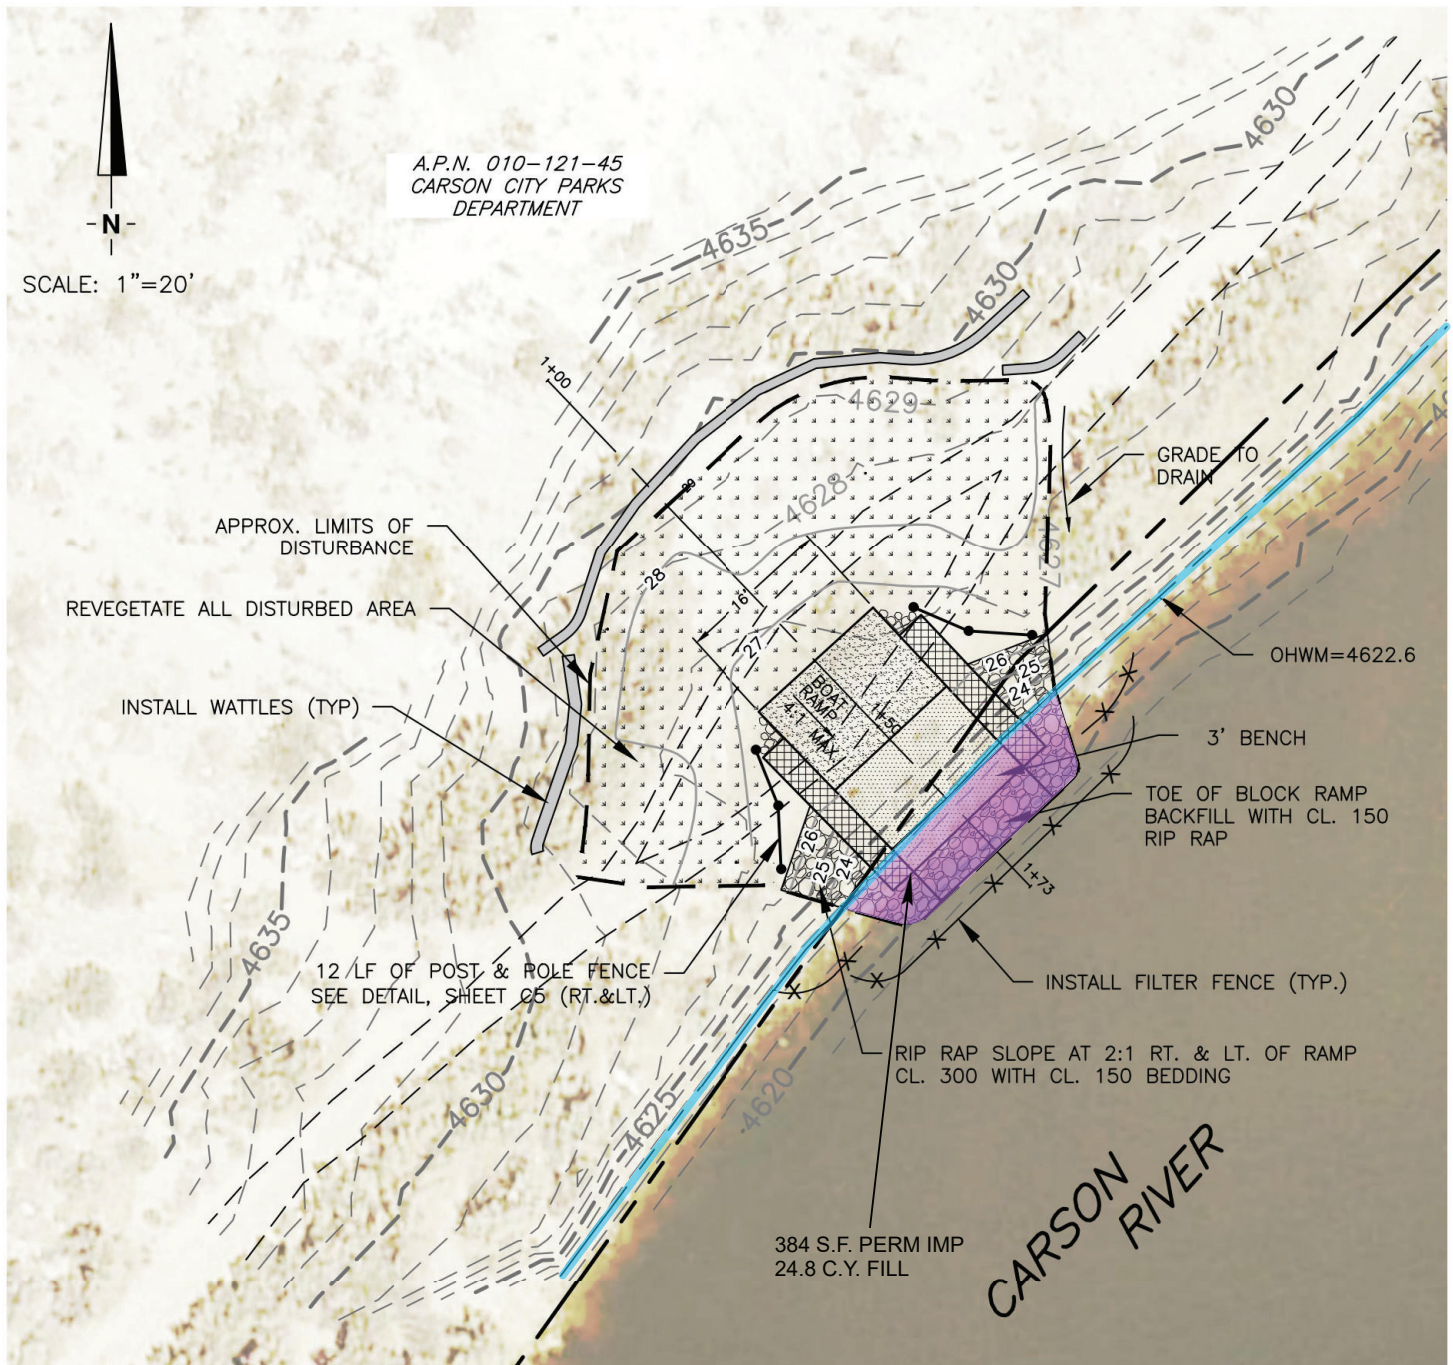 A.P.N. 010-121-45
CARSON CITY PARKS
DEPARTMENT
-N-
SCALE: 1"=20'
4630
4635
4630
1+00
4629
GRADE TO
DRAIN
29
4628
APPROX. LIMITS OF
DISTURBANCE
4627
28
REVEGETATE ALL DISTURBED AREA
16'
27
OHWM=4622.6
26
25
24
BOAT
RAMP
4:1 MAX.
1+50
INSTALL WATTLES (TYP)
3' BENCH
TOE OF BLOCK RAMP
BACKFILL WITH CL. 150
RIP RAP
26
25
24
1+73
4635
12 LF OF POST & POLE FENCE
SEE DETAIL, SHEET C5 (RT.&LT.)
INSTALL FILTER FENCE (TYP.)
RIP RAP SLOPE AT 2:1 RT. & LT. OF RAMP
CL. 300 WITH CL. 150 BEDDING
4630
4625
4620
CARSON
RIVER
384 S.F. PERM IMP
24.8 C.Y. FILL